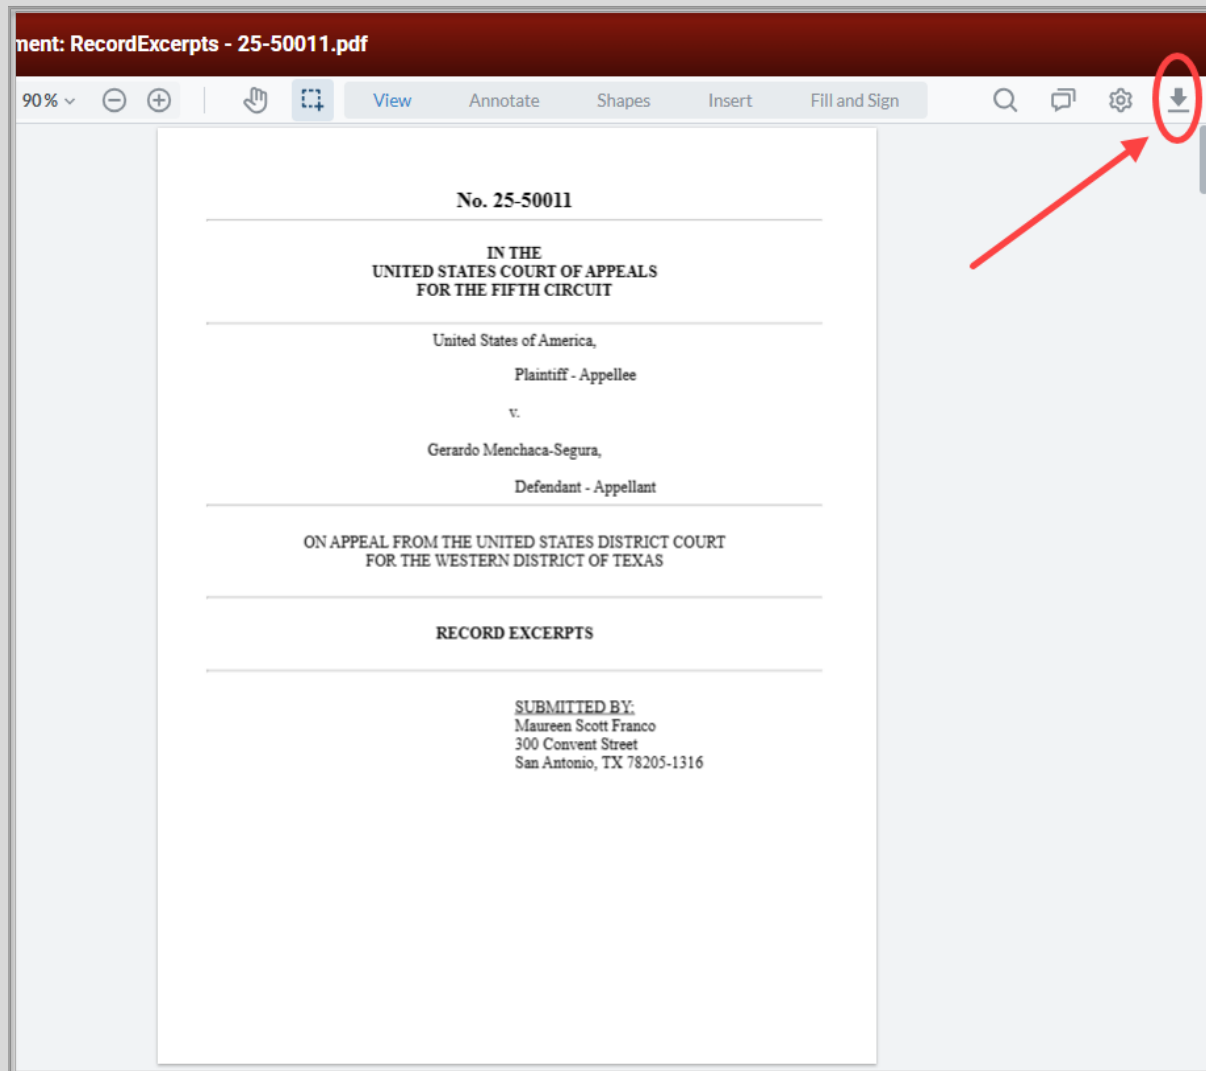 ment: RecordExcerpts - 25-50011.pdf
90% View Annotate Shapes Insert Fill and Sign
No. 25-50011
IN THE
UNITED STATES COURT OF APPEALS
FOR THE FIFTH CIRCUIT
United States of America,
Plaintiff - Appellee
v.
Gerardo Menchaca-Segura,
Defendant - Appellant
ON APPEAL FROM THE UNITED STATES DISTRICT COURT
FOR THE WESTERN DISTRICT OF TEXAS
RECORD EXCERPTS
SUBMITTED BY:
Maureen Scott Franco
300 Convent Street
San Antonio, TX 78205-1316